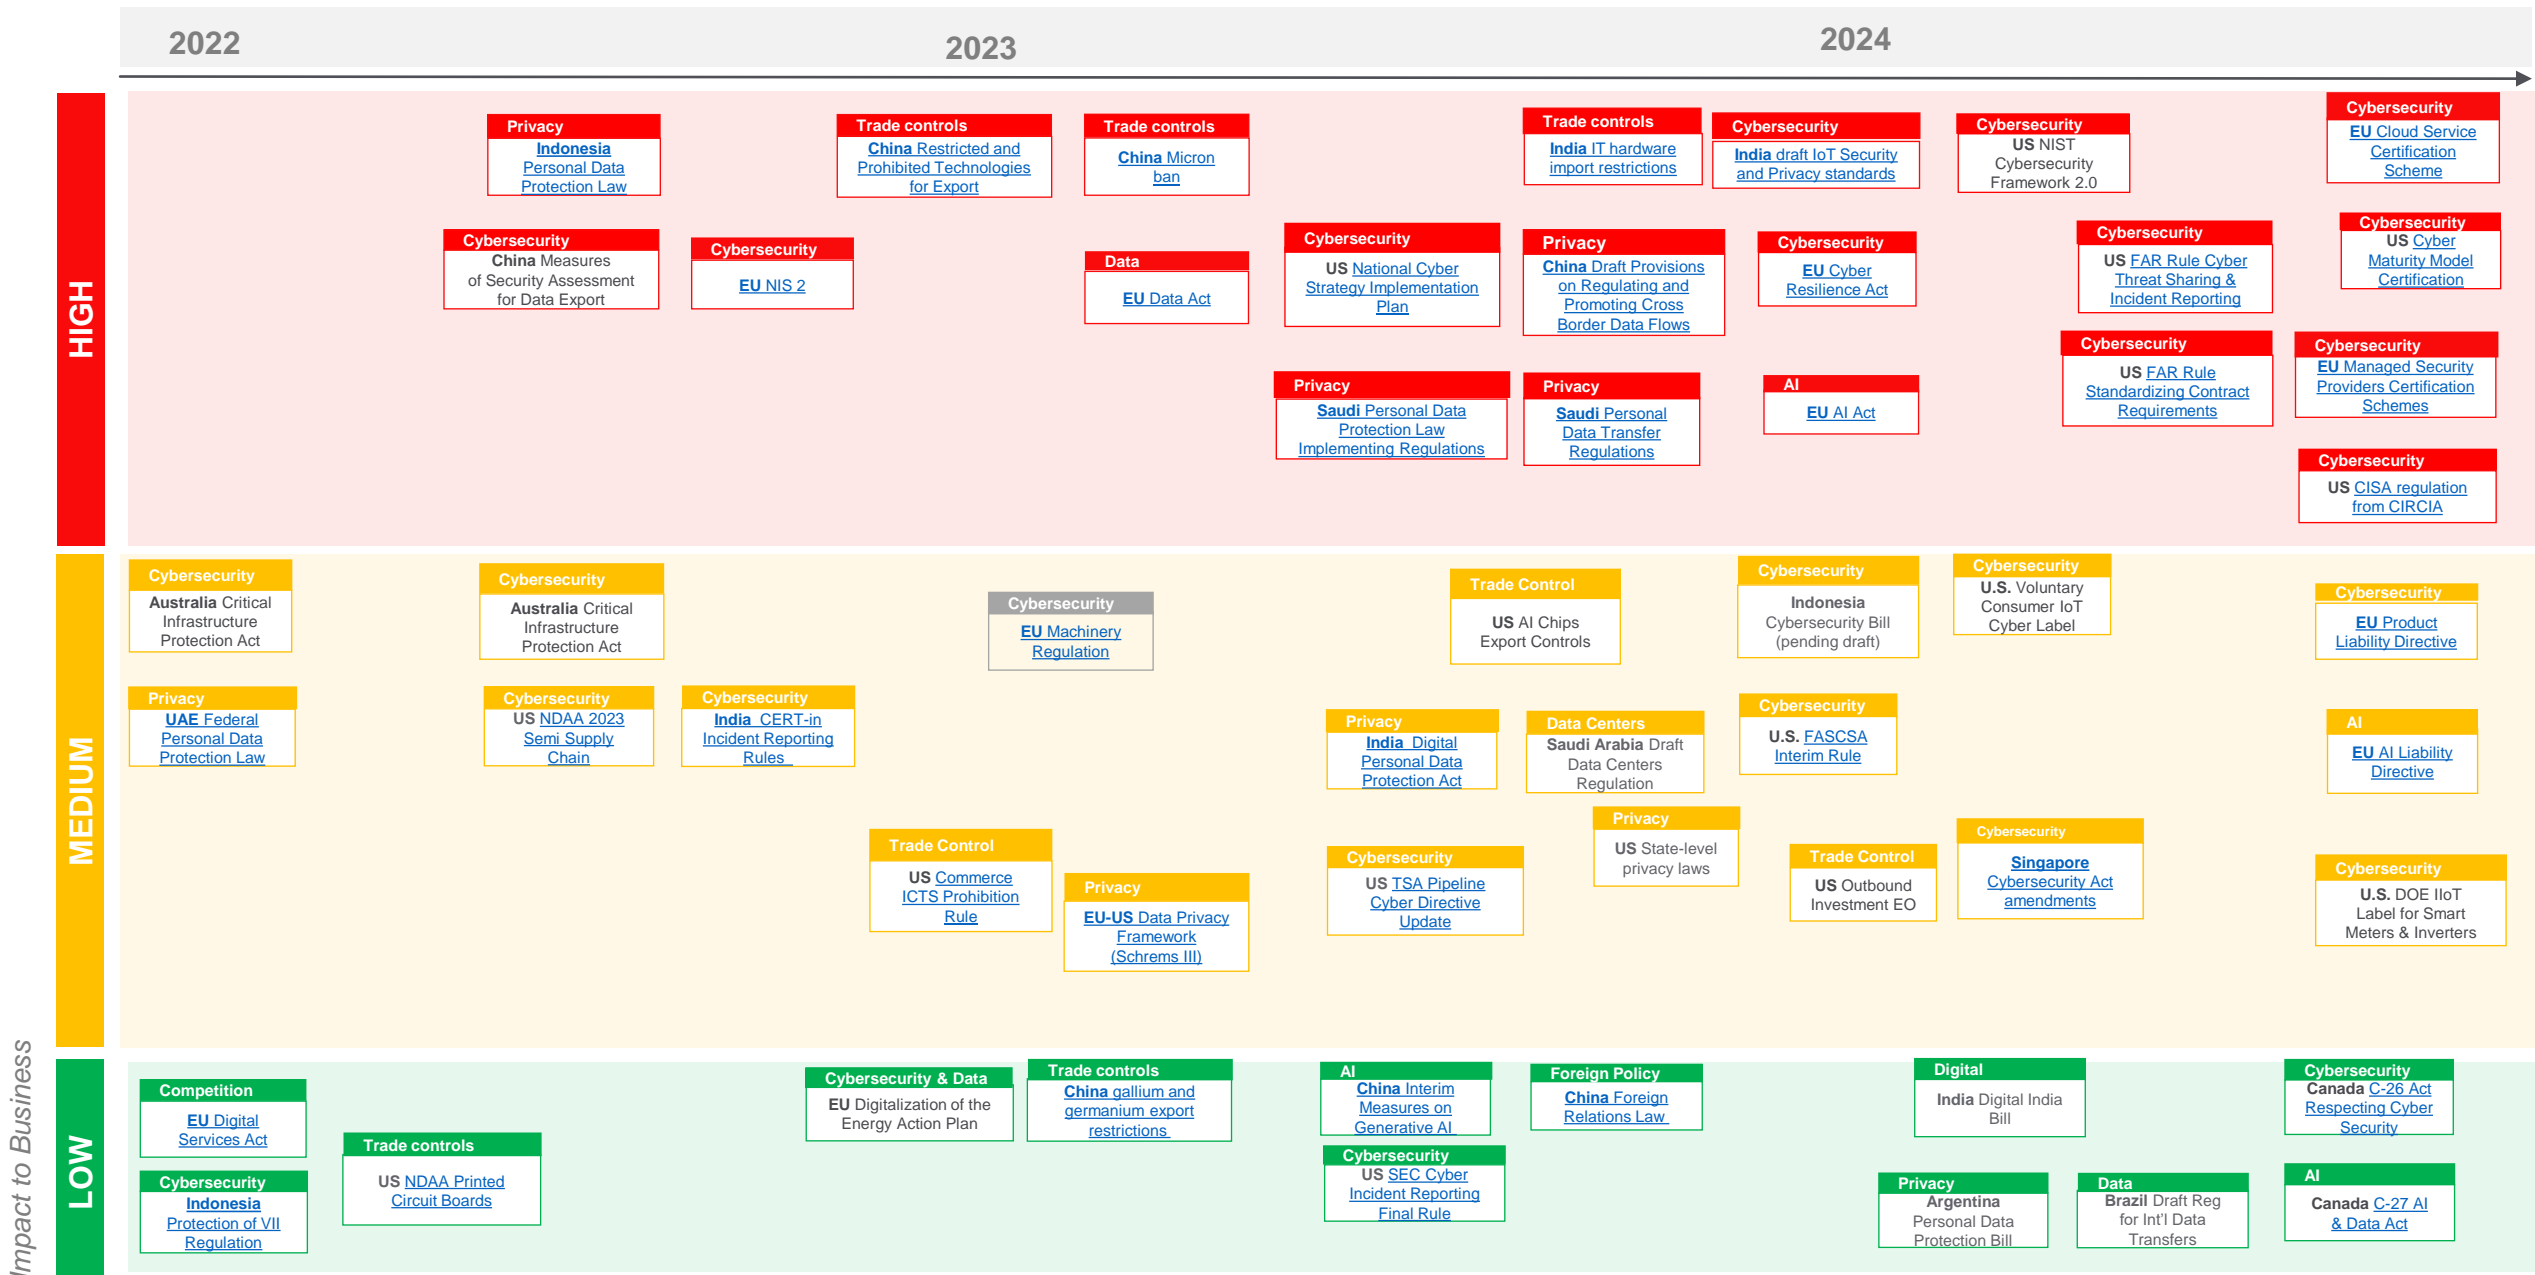 2022
2023
2024
HIGH
Privacy
Indonesia
Personal Data
Protection Law
Trade controls
China Restricted and
Prohibited Technologies
for Export
Trade controls
China Micron
ban
Trade controls
India IT hardware
import restrictions
Cybersecurity
India draft IoT Security
and Privacy standards
Cybersecurity
US NIST
Cybersecurity
Framework 2.0
Cybersecurity
EU Cloud Service
Certification
Scheme
Cybersecurity
China Measures
of Security Assessment
for Data Export
Cybersecurity
EU NIS 2
Data
EU Data Act
Cybersecurity
US National Cyber
Strategy Implementation
Plan
Privacy
China Draft Provisions
on Regulating and
Promoting Cross
Border Data Flows
Cybersecurity
EU Cyber
Resilience Act
Cybersecurity
US FAR Rule Cyber
Threat Sharing &
Incident Reporting
Cybersecurity
US Cyber
Maturity Model
Certification
Privacy
Saudi Personal Data
Protection Law
Implementing Regulations
Privacy
Saudi Personal
Data Transfer
Regulations
AI
EU AI Act
Cybersecurity
US FAR Rule
Standardizing Contract
Requirements
Cybersecurity
EU Managed Security
Providers Certification
Schemes
Cybersecurity
US CISA regulation
from CIRCIA
MEDIUM
Cybersecurity
Australia Critical
Infrastructure
Protection Act
Cybersecurity
Australia Critical
Infrastructure
Protection Act
Cybersecurity
EU Machinery
Regulation
Trade Control
US AI Chips
Export Controls
Cybersecurity
Indonesia
Cybersecurity Bill
(pending draft)
Cybersecurity
U.S. Voluntary
Consumer IoT
Cyber Label
Cybersecurity
EU Product
Liability Directive
Privacy
UAE Federal
Personal Data
Protection Law
Cybersecurity
US NDAA 2023
Semi Supply
Chain
Cybersecurity
India CERT-in
Incident Reporting
Rules
Privacy
India Digital
Personal Data
Protection Act
Data Centers
Saudi Arabia Draft
Data Centers
Regulation
Cybersecurity
U.S. FASCSA
Interim Rule
AI
EU AI Liability
Directive
Trade Control
US Commerce
ICTS Prohibition
Rule
Privacy
EU-US Data Privacy
Framework
(Schrems III)
Cybersecurity
US TSA Pipeline
Cyber Directive
Update
Privacy
US State-level
privacy laws
Trade Control
US Outbound
Investment EO
Cybersecurity
Singapore
Cybersecurity Act
amendments
Cybersecurity
U.S. DOE IIoT
Label for Smart
Meters & Inverters
Impact to Business
LOW
Competition
EU Digital
Services Act
Trade controls
US NDAA Printed
Circuit Boards
Cybersecurity & Data
EU Digitalization of the
Energy Action Plan
Trade controls
China gallium and
germanium export
restrictions
AI
China Interim
Measures on
Generative AI
Foreign Policy
China Foreign
Relations Law
Digital
India Digital India
Bill
Cybersecurity
Canada C-26 Act
Respecting Cyber
Security
Cybersecurity
Indonesia
Protection of VII
Regulation
Cybersecurity
US SEC Cyber
Incident Reporting
Final Rule
Privacy
Argentina
Personal Data
Protection Bill
Data
Brazil Draft Reg
for Int'l Data
Transfers
AI
Canada C-27 AI
& Data Act